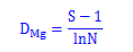 D_Mg = (S − 1) / lnN